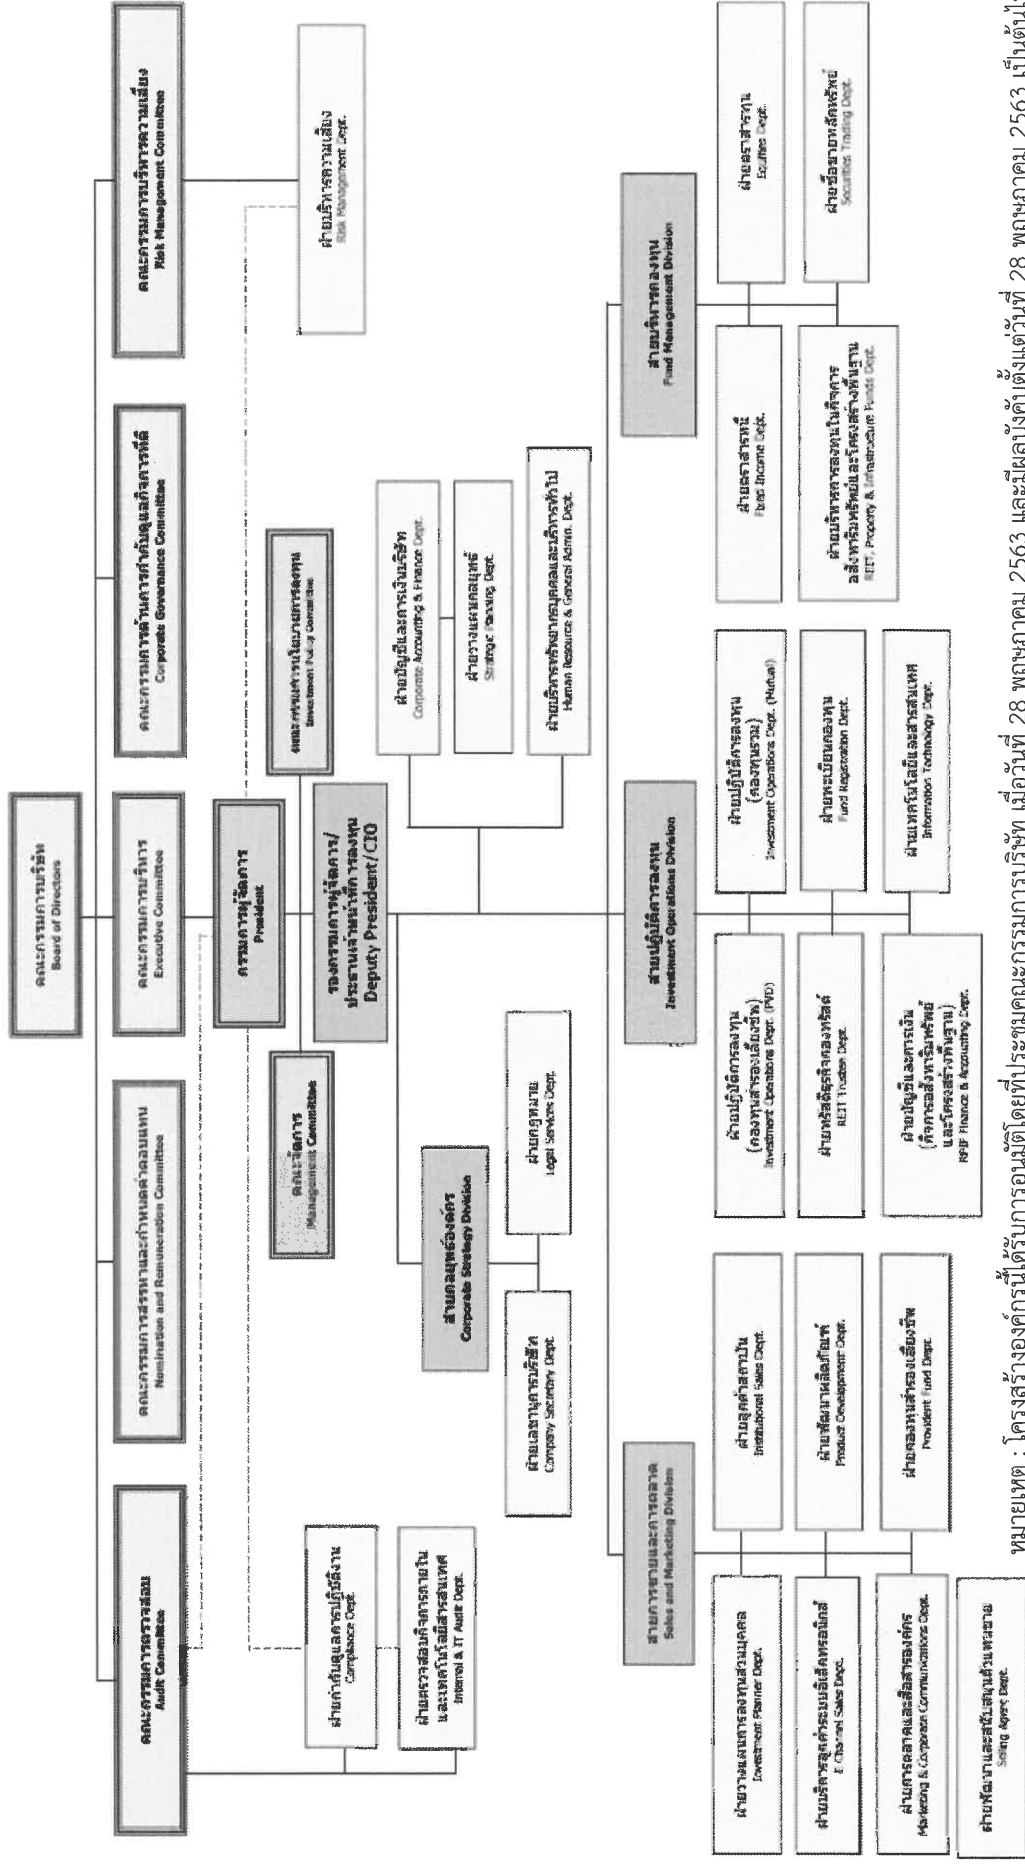 คณะกรรมการบริษัท
Board of Directors
คณะกรรมการตรวจสอบ
Audit Committee
คณะกรรมการสรรหาและกำหนดค่าตอบแทน
Nomination and Remuneration Committee
คณะกรรมการบริหาร
Executive Committee
คณะกรรมการด้านการกำกับดูแลกิจการที่ดี
Corporate Governance Committee
คณะกรรมการบริหารความเสี่ยง
Risk Management Committee
กรรมการผู้จัดการ
President
คณะจัดการ
Management Committee
คณะกรรมการนโยบายการลงทุน
Investment Policy Committee
ฝ่ายกำกับดูแลการปฏิบัติงาน
Compliance Dept.
ฝ่ายตรวจสอบกิจการภายใน
และเทคโนโลยีสารสนเทศ
Internal & IT Audit Dept.
ฝ่ายบริหารความเสี่ยง
Risk Management Dept.
รองกรรมการผู้จัดการ/
ประธานเจ้าหน้าที่การลงทุน
Deputy President/CIO
ฝ่ายบัญชีและการเงินบริษัท
Corporate Accounting & Finance Dept.
ฝ่ายวางแผนกลยุทธ์
Strategic Planning Dept.
ฝ่ายบริหารทรัพยากรบุคคลและบริหารทั่วไป
Human Resource & General Admin. Dept.
สายกลยุทธ์องค์กร
Corporate Strategy Division
ฝ่ายเลขานุการบริษัท
Company Secretary Dept.
ฝ่ายกฎหมาย
Legal Services Dept.
สายการขายและการตลาด
Sales and Marketing Division
สายปฏิบัติการลงทุน
Investment Operations Division
สายบริหารกองทุน
Fund Management Division
ฝ่ายวางแผนการลงทุนส่วนบุคคล
Investment Planner Dept.
ฝ่ายลูกค้าสถาบัน
Institutional Sales Dept.
ฝ่ายบริการลูกค้าระบบอิเล็กทรอนิกส์
E Channel Sales Dept.
ฝ่ายพัฒนาผลิตภัณฑ์
Product Development Dept.
ฝ่ายการตลาดและสื่อสารองค์กร
Marketing & Corporate Communications Dept.
ฝ่ายกองทุนสำรองเลี้ยงชีพ
Provident Fund Dept.
ฝ่ายพัฒนาและสนับสนุนตัวแทนขาย
Selling Agent Dept.
ฝ่ายปฏิบัติการลงทุน
(กองทุนสำรองเลี้ยงชีพ)
Investment Operations Dept. (PVD)
ฝ่ายปฏิบัติการลงทุน
(กองทุนรวม)
Investment Operations Dept. (Mutual)
ฝ่ายทรัสตีธุรกิจกองทรัสต์
REIT Trustee Dept.
ฝ่ายทะเบียนกองทุน
Fund Registration Dept.
ฝ่ายบัญชีและการเงิน
(กิจการอสังหาริมทรัพย์
และโครงสร้างพื้นฐาน)
RPIF Finance & Accounting Dept.
ฝ่ายเทคโนโลยีและสารสนเทศ
Information Technology Dept.
ฝ่ายตราสารหนี้
Fixed Income Dept.
ฝ่ายตราสารทุน
Equities Dept.
ฝ่ายบริหารการลงทุนในกิจการ
อสังหาริมทรัพย์และโครงสร้างพื้นฐาน
REIT, Property & Infrastructure Funds Dept.
ฝ่ายซื้อขายหลักทรัพย์
Securities Trading Dept.
หมายเหตุ : โครงสร้างองค์กรนี้ได้รับการอนุมัติโดยที่ประชุมคณะกรรมการบริษัท เมื่อวันที่ 28 พฤษภาคม 2563 และมีผลบังคับตั้งแต่วันที่ 28 พฤษภาคม 2563 เป็นต้นไป